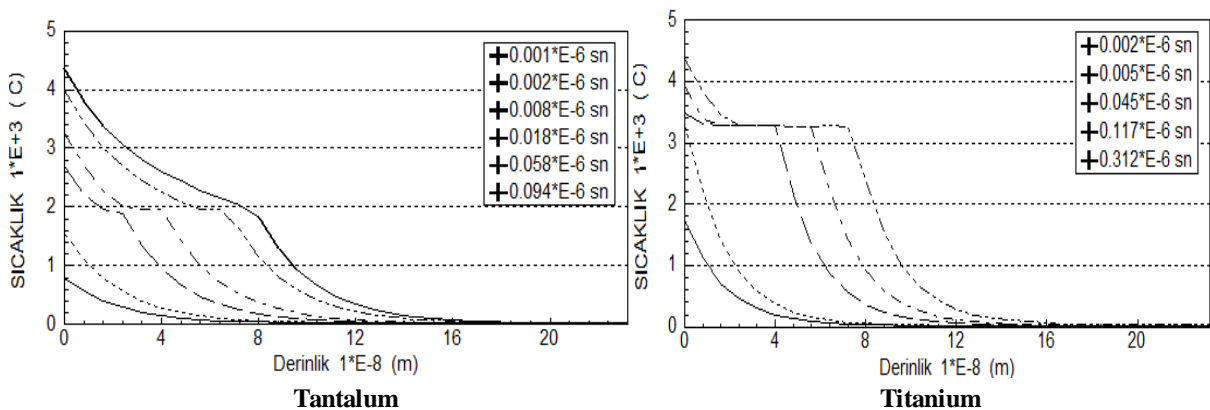 5
4
3
2
1
0
SICAKLIK 1*E+3 ( C)
0.001*E-6 sn
0.002*E-6 sn
0.008*E-6 sn
0.018*E-6 sn
0.058*E-6 sn
0.094*E-6 sn
0 4 8 12 16 20
Derinlik 1*E-8 (m)
Tantalum
5
4
3
2
1
0
SICAKLIK 1*E+3 ( C)
0.002*E-6 sn
0.005*E-6 sn
0.045*E-6 sn
0.117*E-6 sn
0.312*E-6 sn
0 4 8 12 16 20
Derinlik 1*E-8 (m)
Titanium